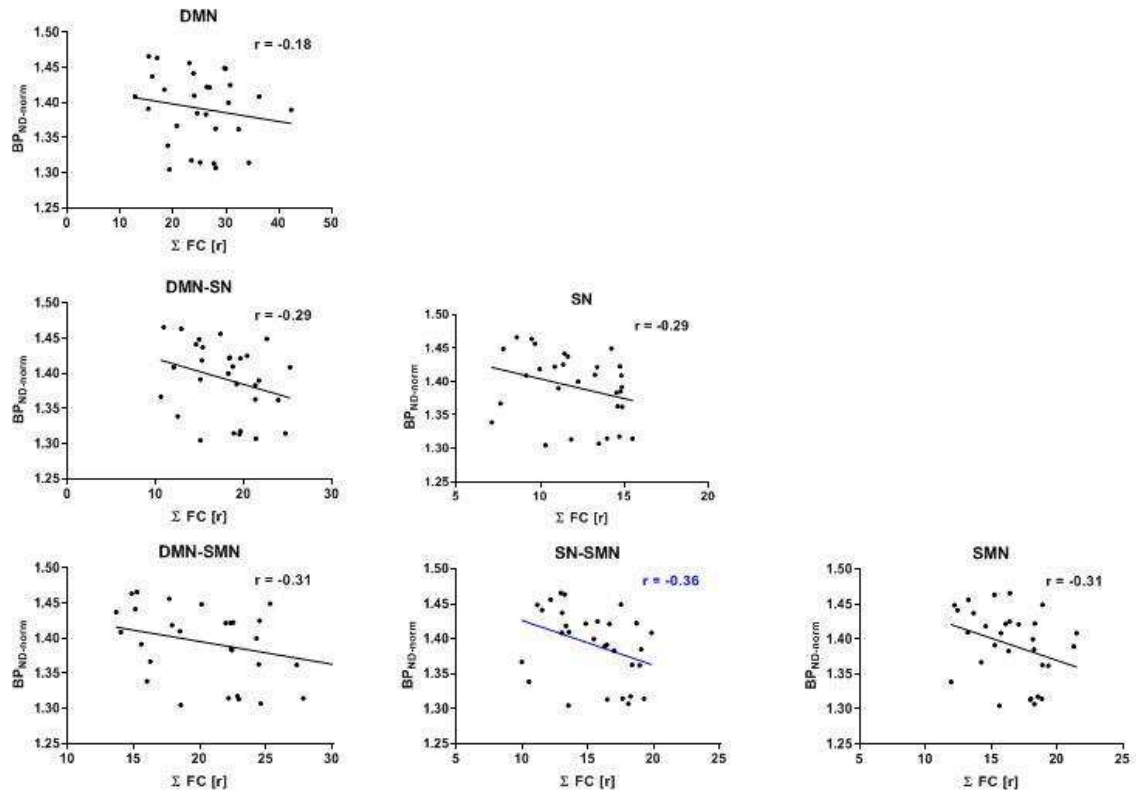 DMN
r = -0.18
1.50
1.45
1.40
1.35
1.30
1.25
BPND-norm
0 10 20 30 40 50
Σ FC [r]
DMN-SN
r = -0.29
1.50
1.45
1.40
1.35
1.30
1.25
BPND-norm
0 10 20 30
Σ FC [r]
SN
r = -0.29
1.50
1.45
1.40
1.35
1.30
1.25
BPND-norm
5 10 15 20
Σ FC [r]
DMN-SMN
r = -0.31
1.50
1.45
1.40
1.35
1.30
1.25
BPND-norm
10 15 20 25 30
Σ FC [r]
SN-SMN
r = -0.36
1.50
1.45
1.40
1.35
1.30
1.25
BPND-norm
5 10 15 20 25
Σ FC [r]
SMN
r = -0.31
1.50
1.45
1.40
1.35
1.30
1.25
BPND-norm
5 10 15 20 25
Σ FC [r]